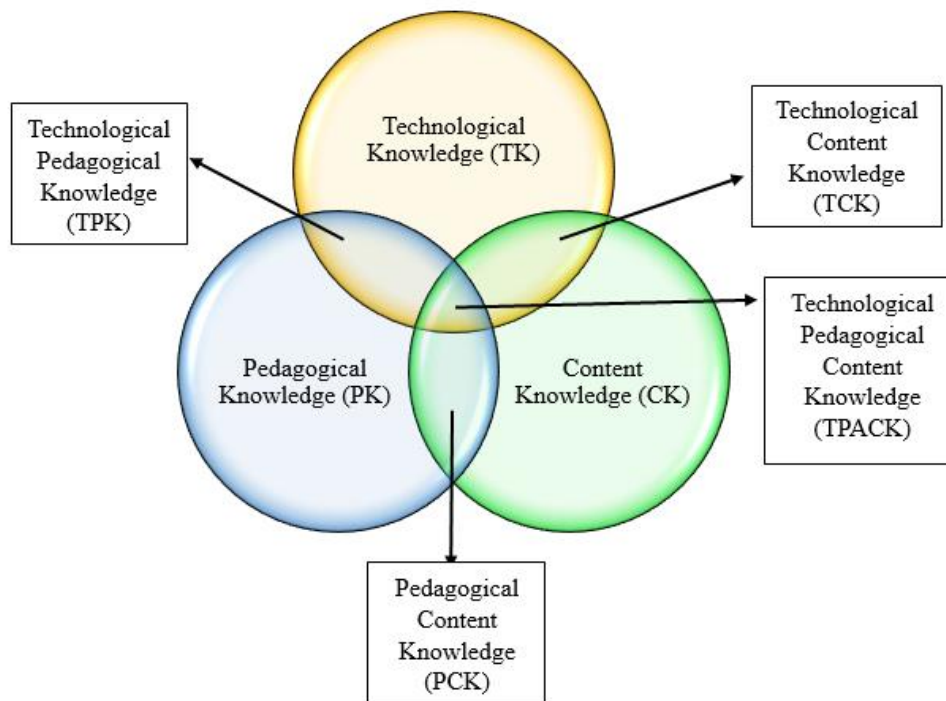 Technological
Knowledge (TK)
Technological
Pedagogical
Knowledge
(TPK)
Technological
Content
Knowledge
(TCK)
Pedagogical
Knowledge (PK)
Content
Knowledge (CK)
Technological
Pedagogical
Content
Knowledge
(TPACK)
Pedagogical
Content
Knowledge
(PCK)